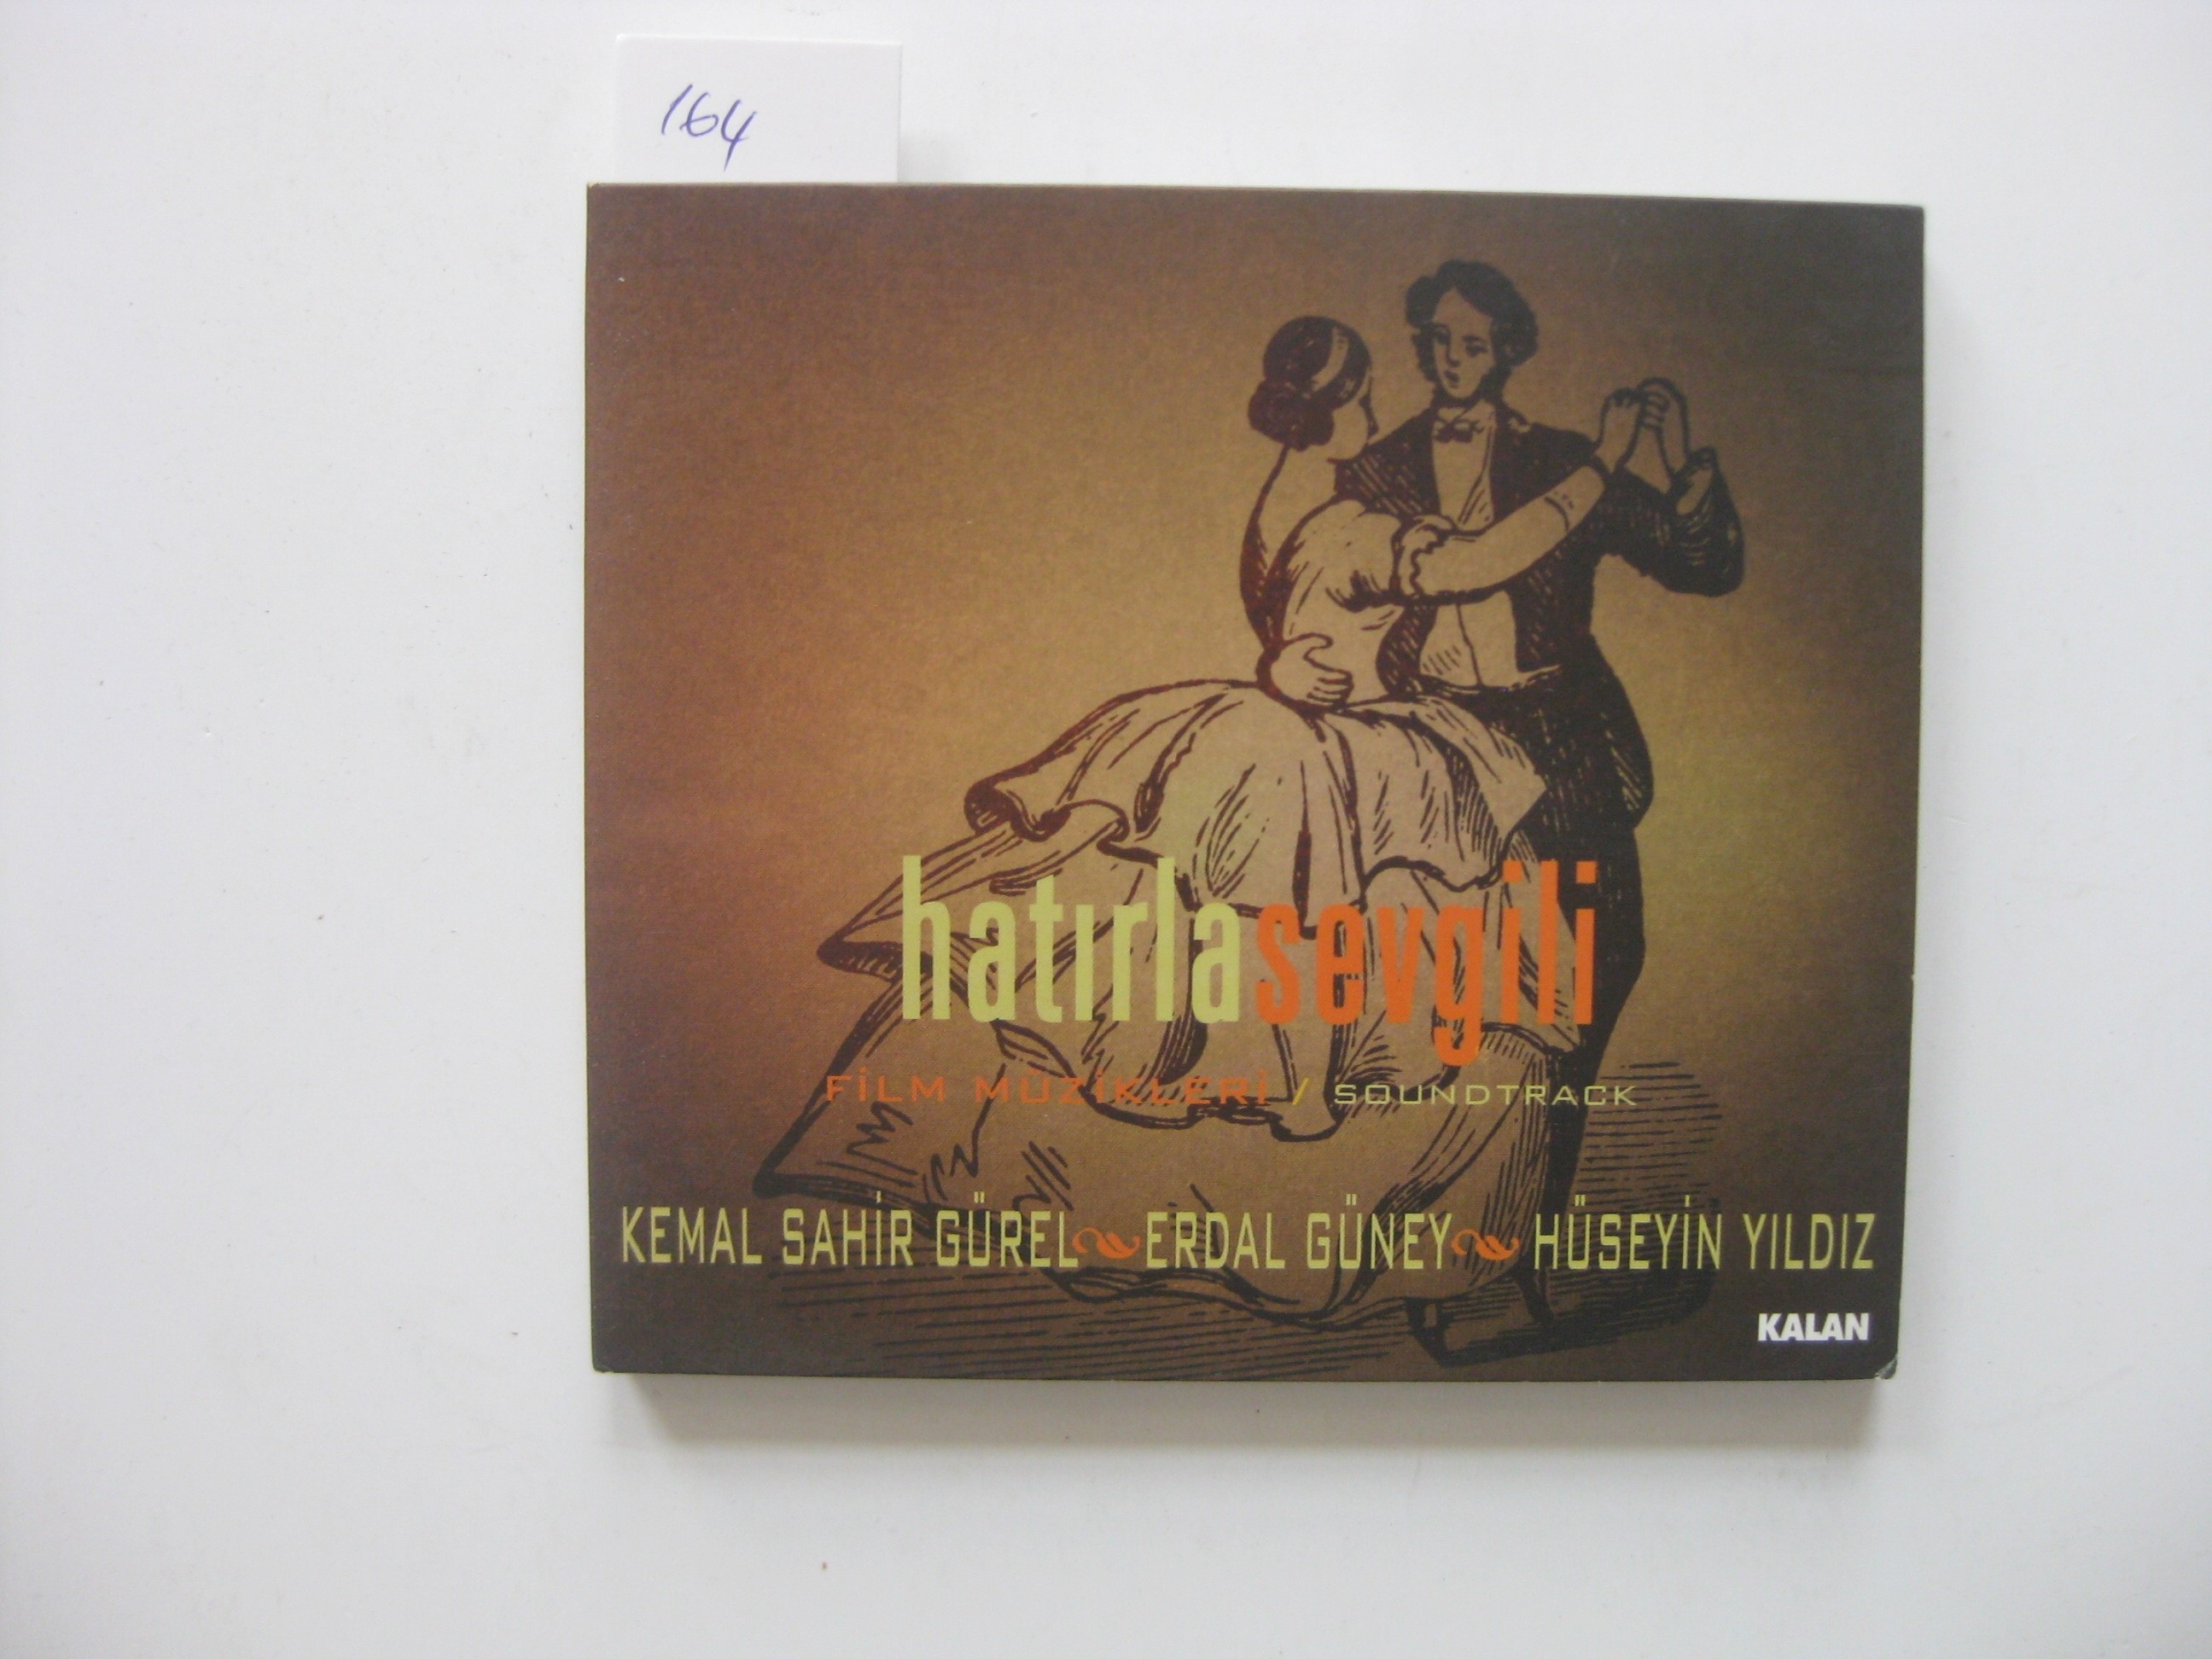 164
hatırlasevgili
FİLM MÜZİKLERİ / SOUNDTRACK
KEMAL SAHİR GÜREL ERDAL GÜNEY HÜSEYİN YILDIZ
KALAN